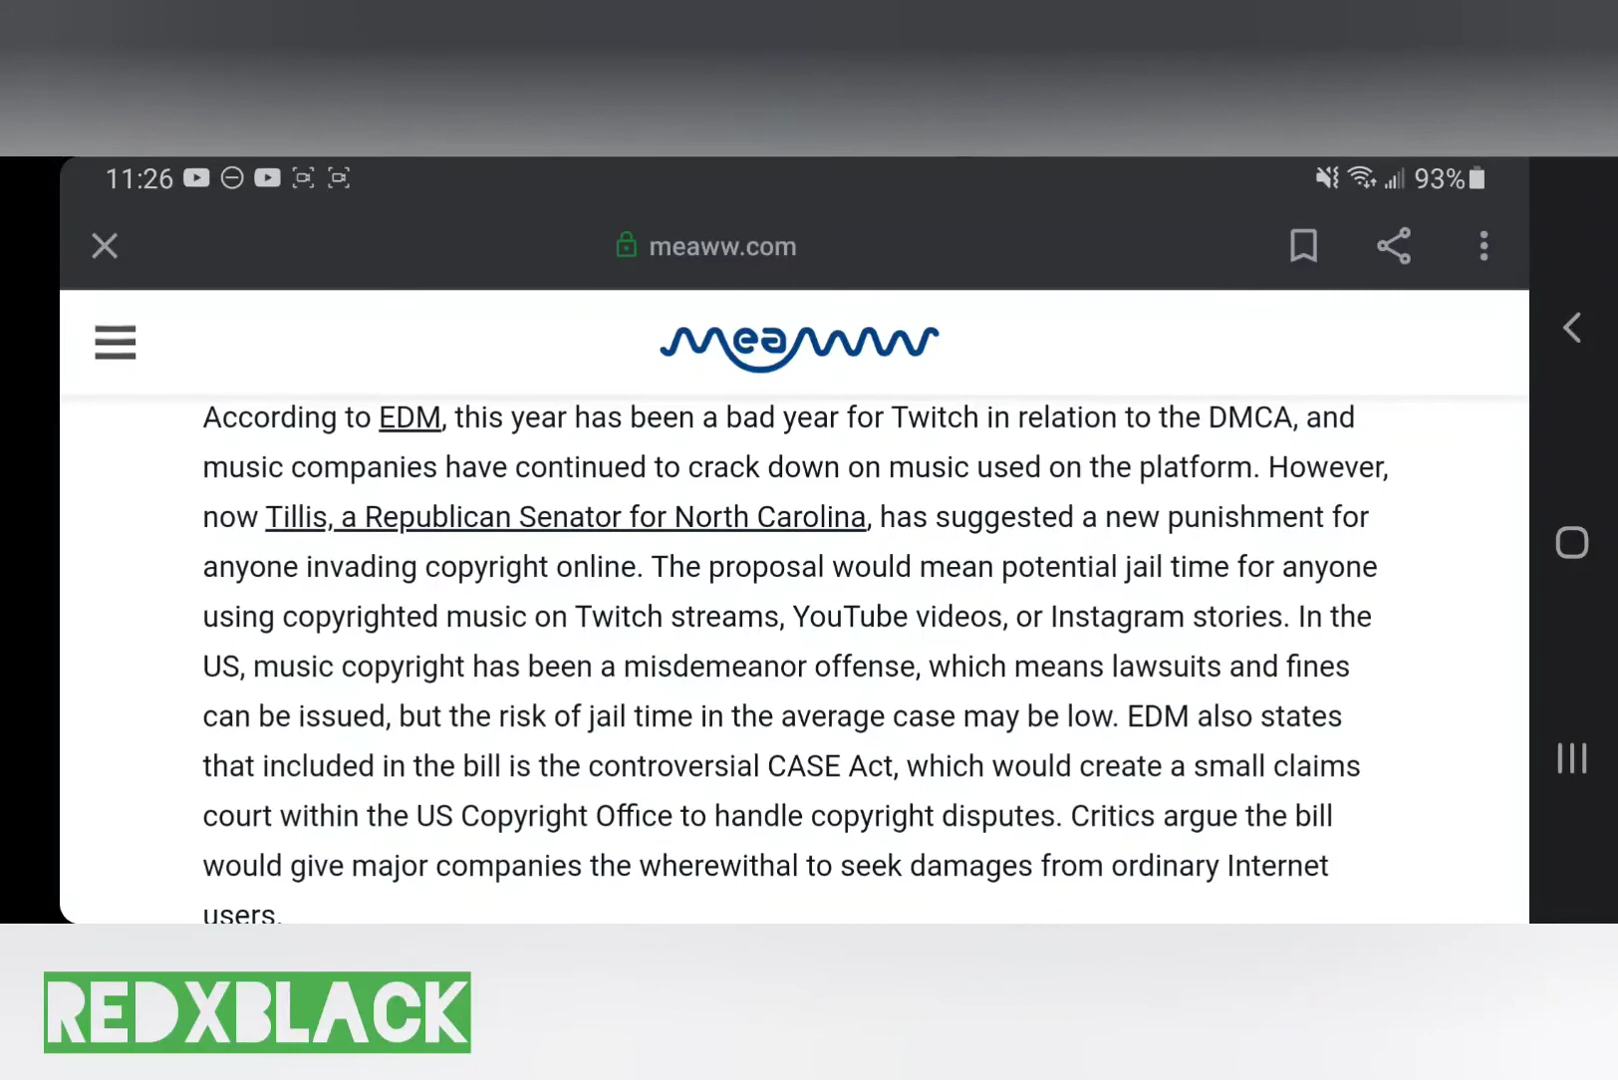 11:26
93%
meaww.com
meaww
According to EDM, this year has been a bad year for Twitch in relation to the DMCA, and
music companies have continued to crack down on music used on the platform. However,
now Tillis, a Republican Senator for North Carolina, has suggested a new punishment for
anyone invading copyright online. The proposal would mean potential jail time for anyone
using copyrighted music on Twitch streams, YouTube videos, or Instagram stories. In the
US, music copyright has been a misdemeanor offense, which means lawsuits and fines
can be issued, but the risk of jail time in the average case may be low. EDM also states
that included in the bill is the controversial CASE Act, which would create a small claims
court within the US Copyright Office to handle copyright disputes. Critics argue the bill
would give major companies the wherewithal to seek damages from ordinary Internet
users.
REDXBLACK